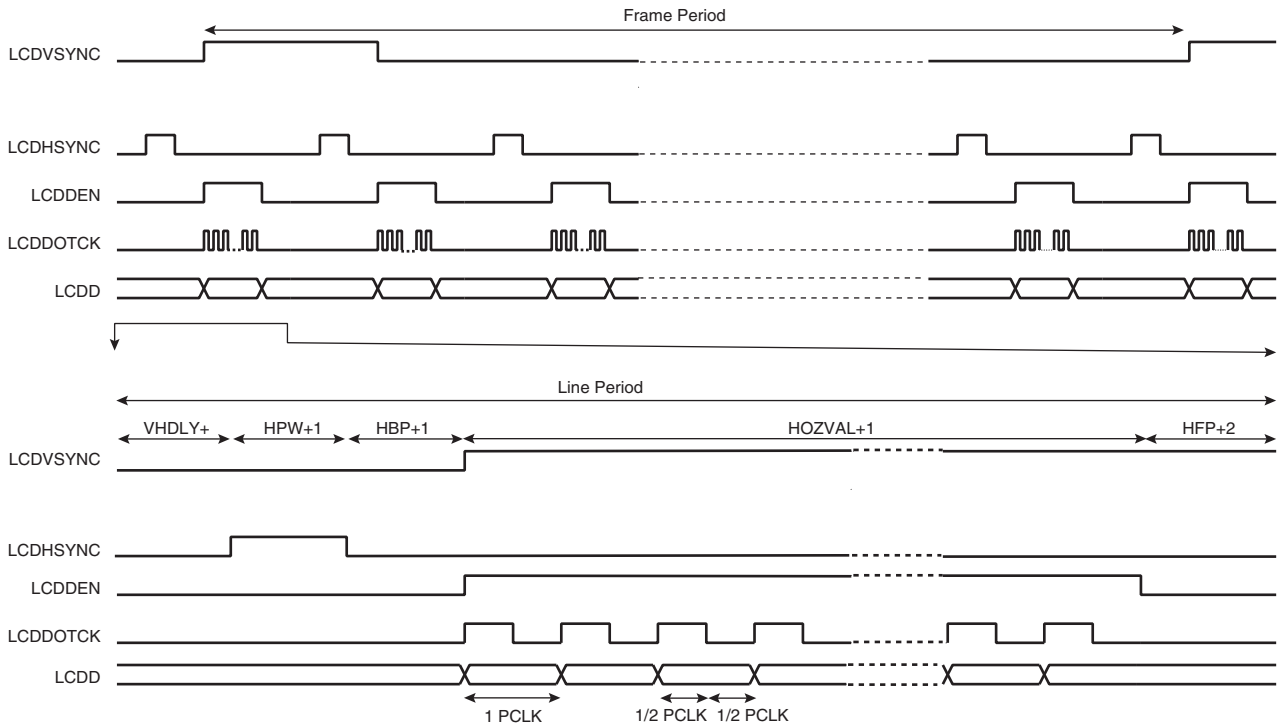 Frame Period
LCDVSYNC
LCDHSYNC
LCDDEN
LCDDOTCK
LCDD
Line Period
VHDLY+ HPW+1 HBP+1 HOZVAL+1 HFP+2
LCDVSYNC
LCDHSYNC
LCDDEN
LCDDOTCK
LCDD
1 PCLK 1/2 PCLK 1/2 PCLK